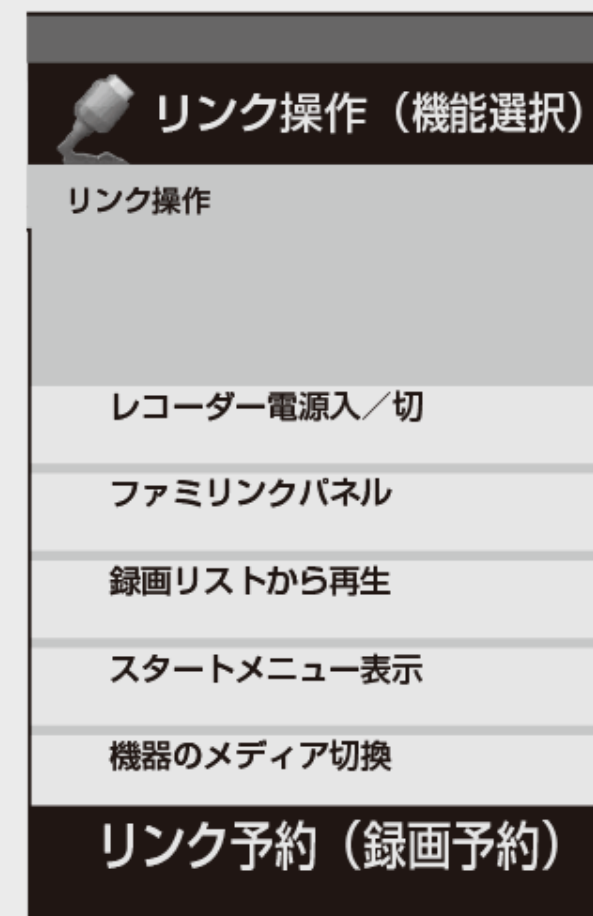 リンク操作（機能選択）
リンク操作
レコーダー電源入／切
ファミリンクパネル
録画リストから再生
スタートメニュー表示
機器のメディア切換
リンク予約（録画予約）